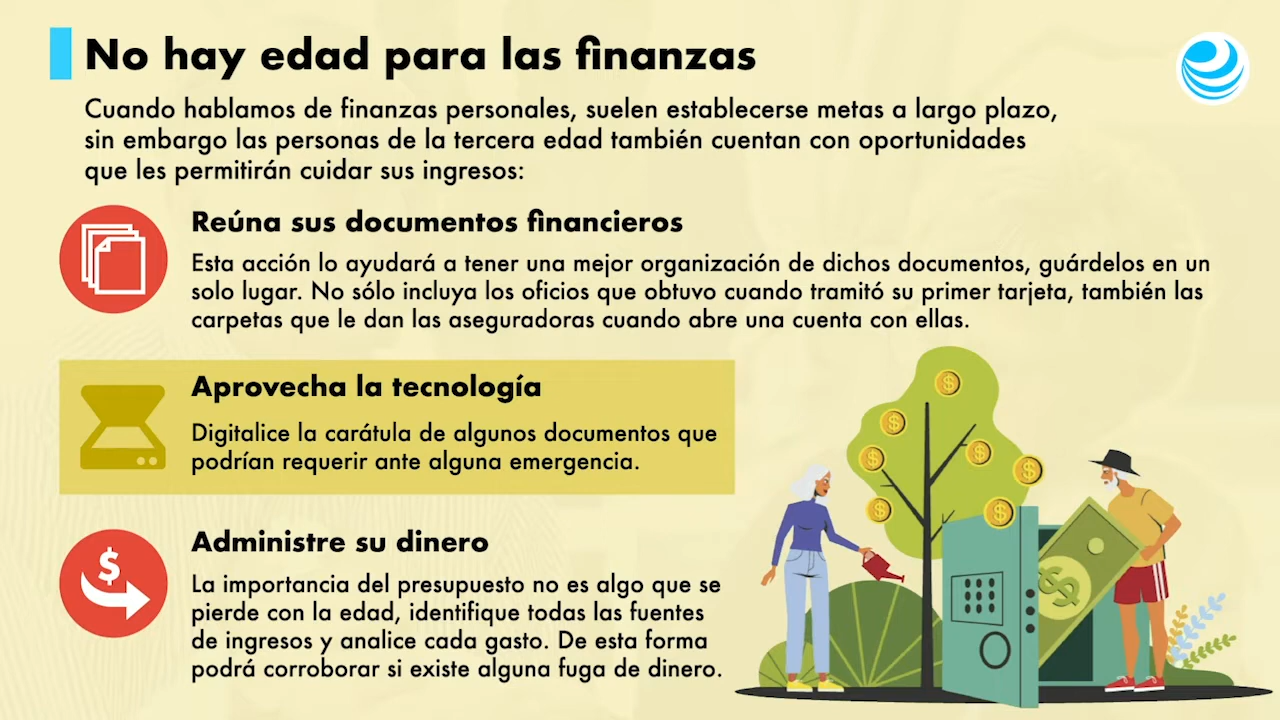 No hay edad para las finanzas
Cuando hablamos de finanzas personales, suelen establecerse metas a largo plazo,
sin embargo las personas de la tercera edad también cuentan con oportunidades
que les permitirán cuidar sus ingresos:
Reúna sus documentos financieros
Esta acción lo ayudará a tener una mejor organización de dichos documentos, guárdelos en un
solo lugar. No sólo incluya los oficios que obtuvo cuando tramitó su primer tarjeta, también las
carpetas que le dan las aseguradoras cuando abre una cuenta con ellas.
Aprovecha la tecnología
Digitalice la carátula de algunos documentos que
podrían requerir ante alguna emergencia.
$
Administre su dinero
La importancia del presupuesto no es algo que se
pierde con la edad, identifique todas las fuentes
de ingresos y analice cada gasto. De esta forma
podrá corroborar si existe alguna fuga de dinero.
$
$
$
$
$
$
$
$